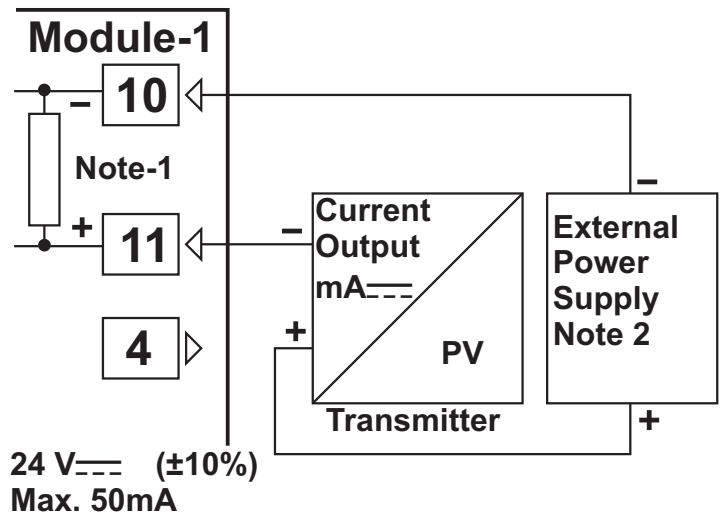 Module-1
– 10
Note-1
+ 11
4
24 V⎓ (±10%)
Max. 50mA
– Current
Output
mA⎓
+
PV
Transmitter
–
External
Power
Supply
Note 2
+